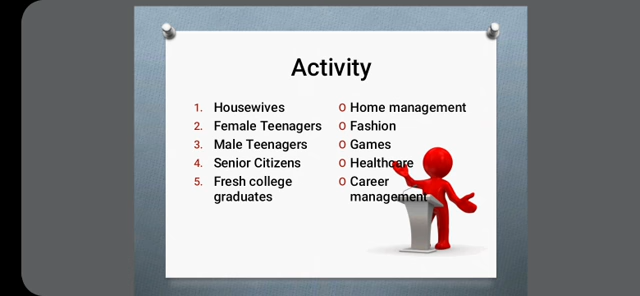 Activity
1. Housewives
2. Female Teenagers
3. Male Teenagers
4. Senior Citizens
5. Fresh college
graduates
O Home management
O Fashion
O Games
O Healthcare
O Career
management